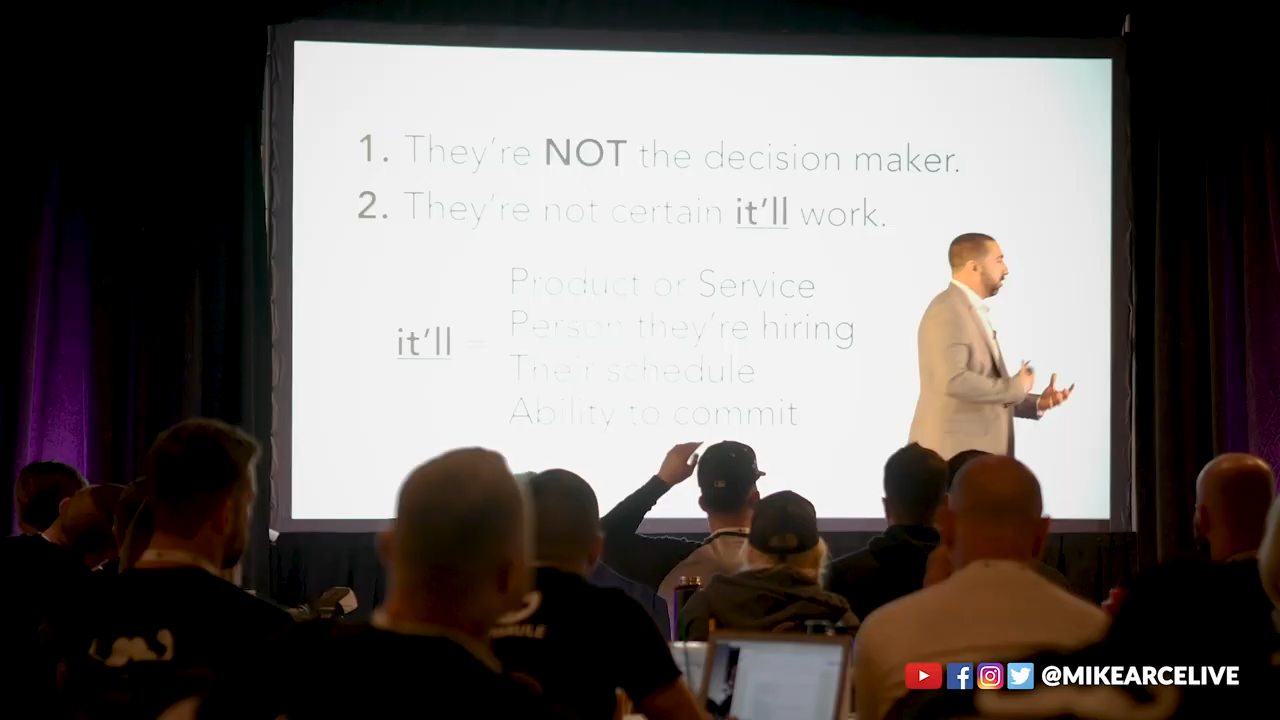 1. They're NOT the decision maker.
2. They're not certain it'll work.
Product or Service
Person they're hiring
it'll =
Their schedule
Ability to commit
@MIKEARCELIVE